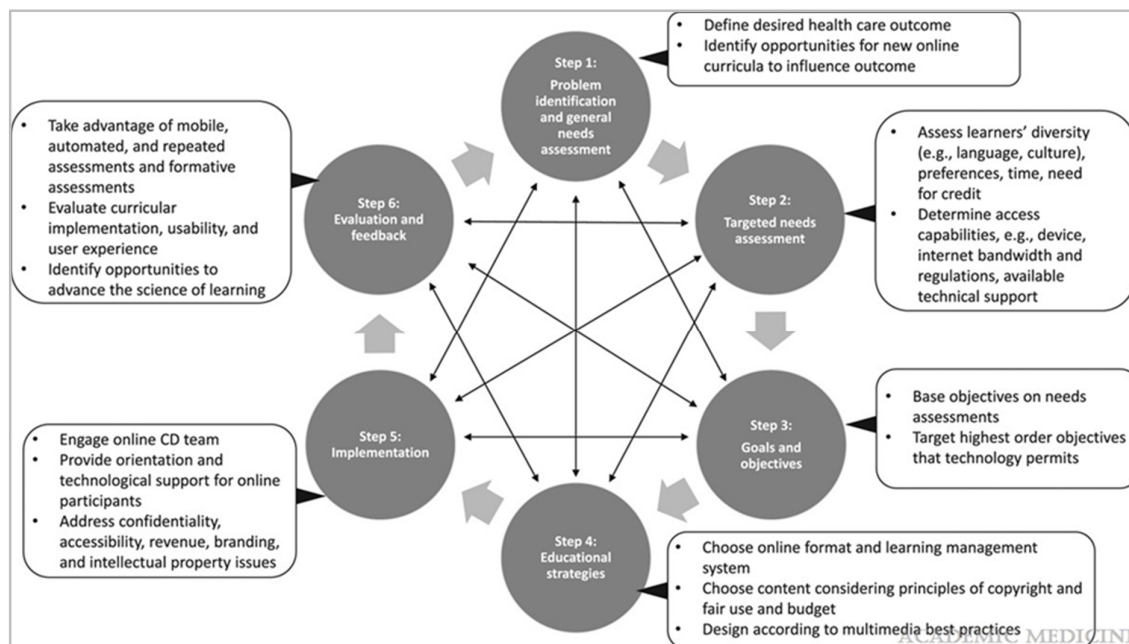 Step 1:
Problem
identification
and general
needs
assessment
• Define desired health care outcome
• Identify opportunities for new online
curricula to influence outcome
Step 2:
Targeted needs
assessment
• Assess learners' diversity
(e.g., language, culture),
preferences, time, need
for credit
• Determine access
capabilities, e.g., device,
internet bandwidth and
regulations, available
technical support
Step 3:
Goals and
objectives
• Base objectives on needs
assessments
• Target highest order objectives
that technology permits
Step 4:
Educational
strategies
• Choose online format and learning management
system
• Choose content considering principles of copyright and
fair use and budget
• Design according to multimedia best practices
Step 5:
Implementation
• Engage online CD team
• Provide orientation and
technological support for online
participants
• Address confidentiality,
accessibility, revenue, branding,
and intellectual property issues
Step 6:
Evaluation and
feedback
• Take advantage of mobile,
automated, and repeated
assessments and formative
assessments
• Evaluate curricular
implementation, usability, and
user experience
• Identify opportunities to
advance the science of learning
ACADEMIC MEDICINE